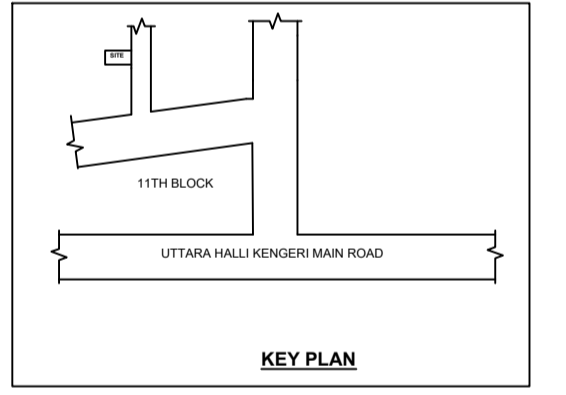 SITE
11TH BLOCK
UTTARA HALLI KENGERI MAIN ROAD
KEY PLAN